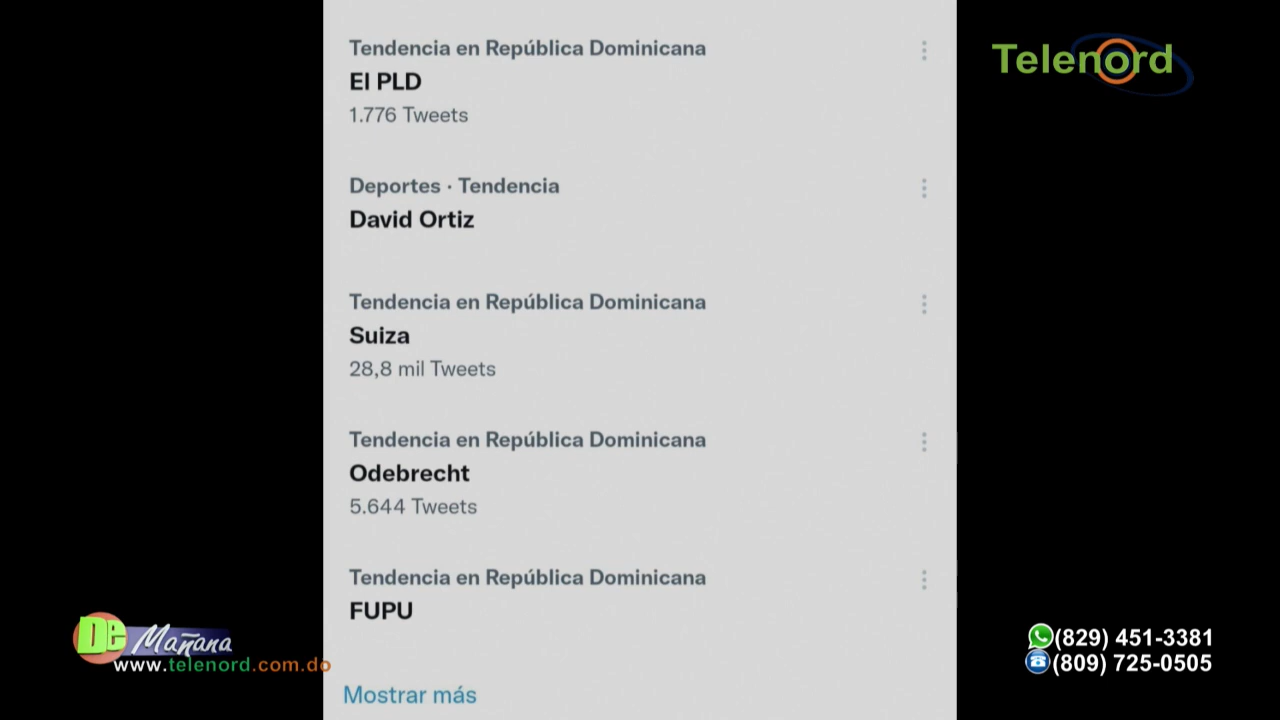 Tendencia en República Dominicana
El PLD
1.776 Tweets
Telenord
Deportes · Tendencia
David Ortiz
Tendencia en República Dominicana
Suiza
28,8 mil Tweets
Tendencia en República Dominicana
Odebrecht
5.644 Tweets
Tendencia en República Dominicana
FUPU
De Mañana
www.telenord.com.do
(829) 451-3381
(809) 725-0505
Mostrar más